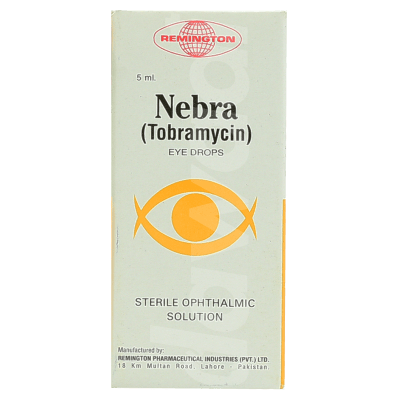 REMINGTON
5 ml.
Nebra
(Tobramycin)
EYE DROPS
STERILE OPHTHALMIC
SOLUTION
Manufactured by:
REMINGTON PHARMACEUTICAL INDUSTRIES (PVT.) LTD.
18 Km Multan Road, Lahore - Pakistan.